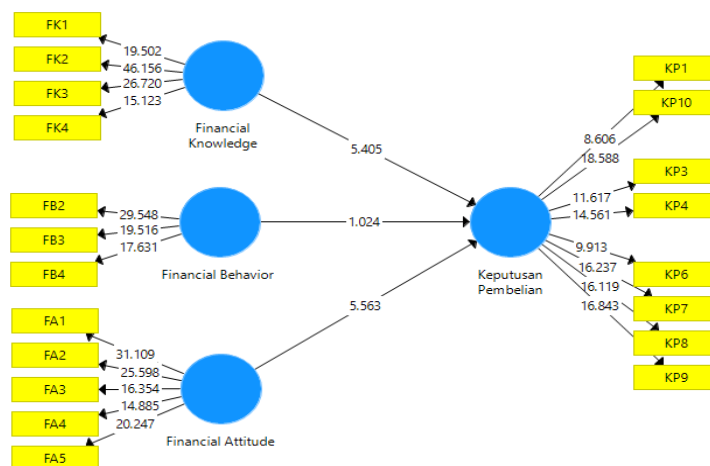 FK1
FK2
FK3
FK4
19.502
46.156
26.720
15.123
Financial
Knowledge
5.405
FB2
FB3
FB4
29.548
19.516
17.631
Financial Behavior
1.024
FA1
FA2
FA3
FA4
FA5
31.109
25.598
16.354
14.885
20.247
Financial Attitude
5.563
Keputusan
Pembelian
8.606
18.588
11.617
14.561
9.913
16.237
16.119
16.843
KP1
KP10
KP3
KP4
KP6
KP7
KP8
KP9